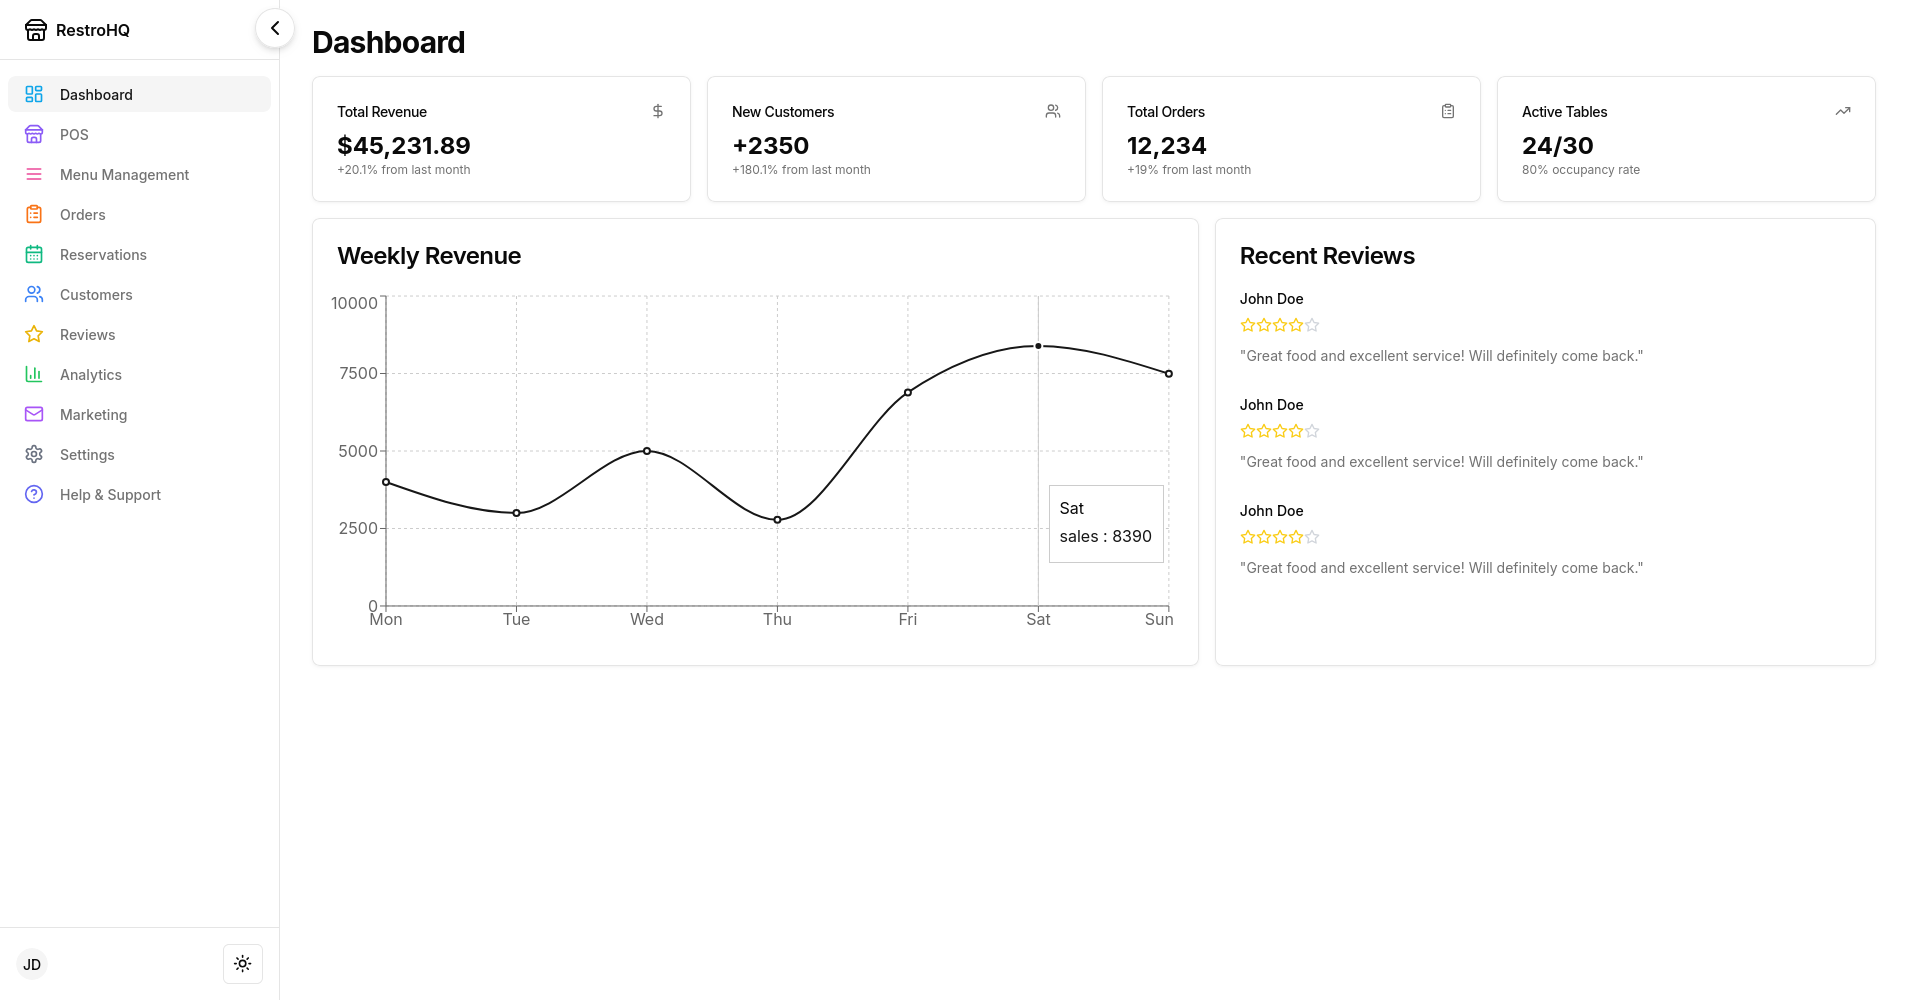 RestroHQ
Dashboard
POS
Menu Management
Orders
Reservations
Customers
Reviews
Analytics
Marketing
Settings
Help & Support
JD
Dashboard
Total Revenue
$45,231.89
+20.1% from last month
New Customers
+2350
+180.1% from last month
Total Orders
12,234
+19% from last month
Active Tables
24/30
80% occupancy rate
Weekly Revenue
10000
7500
5000
2500
0
Mon Tue Wed Thu Fri Sat Sun
Sat
sales : 8390
Recent Reviews
John Doe
"Great food and excellent service! Will definitely come back."
John Doe
"Great food and excellent service! Will definitely come back."
John Doe
"Great food and excellent service! Will definitely come back."